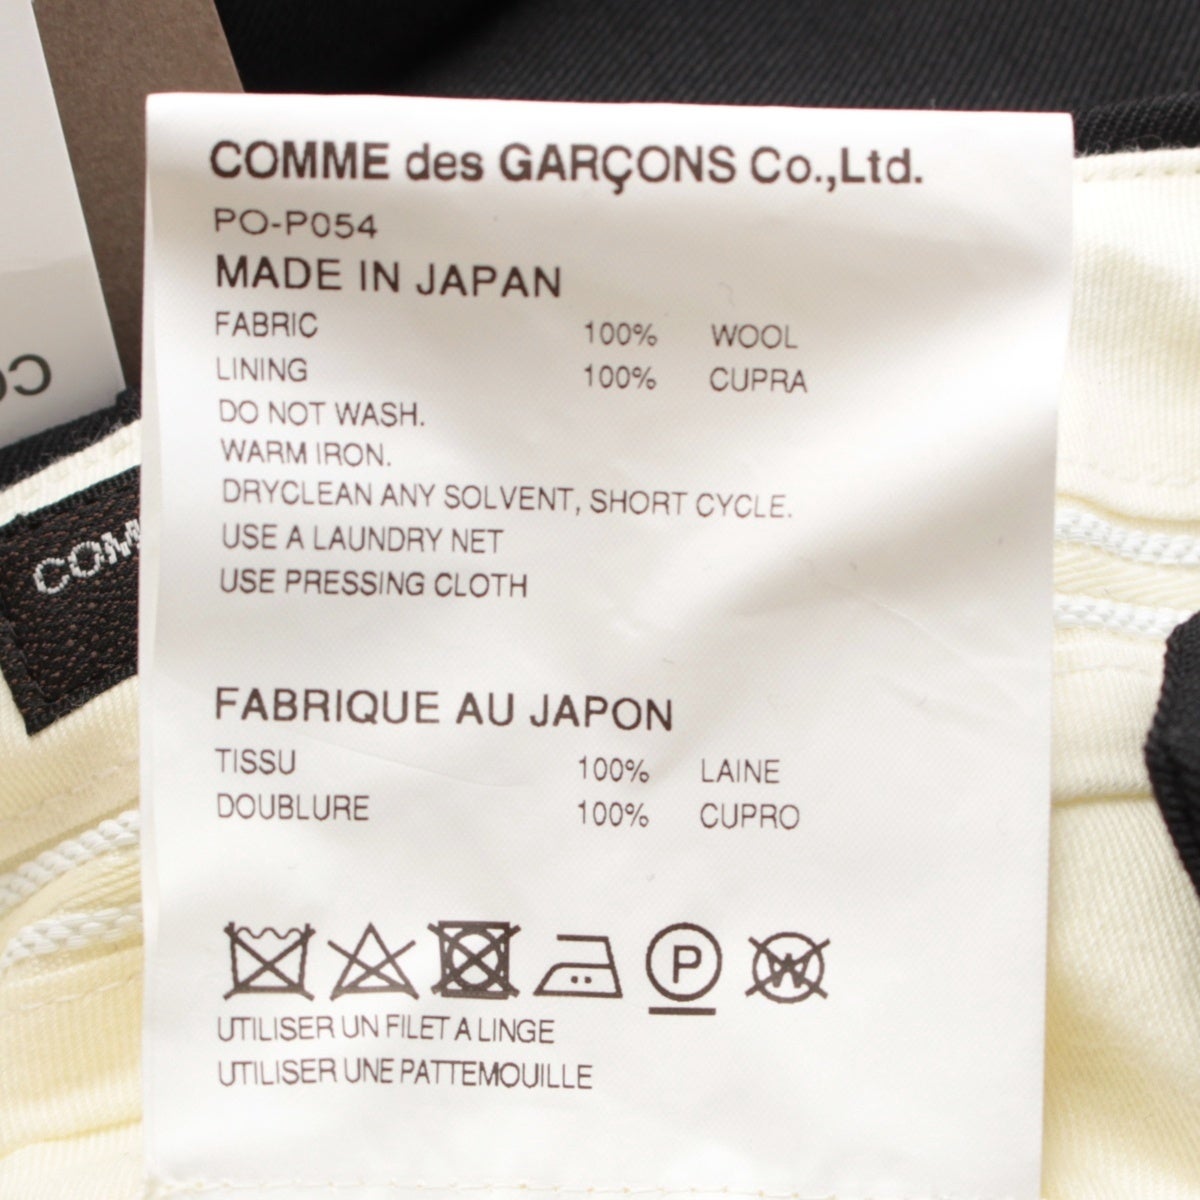 COMME des GARÇONS Co.,Ltd.
PO-P054
MADE IN JAPAN
FABRIC 100% WOOL
LINING 100% CUPRA
DO NOT WASH.
WARM IRON.
DRYCLEAN ANY SOLVENT, SHORT CYCLE.
USE A LAUNDRY NET
USE PRESSING CLOTH
FABRIQUE AU JAPON
TISSU 100% LAINE
DOUBLURE 100% CUPRO
P W
UTILISER UN FILET A LINGE
UTILISER UNE PATTEMOUILLE